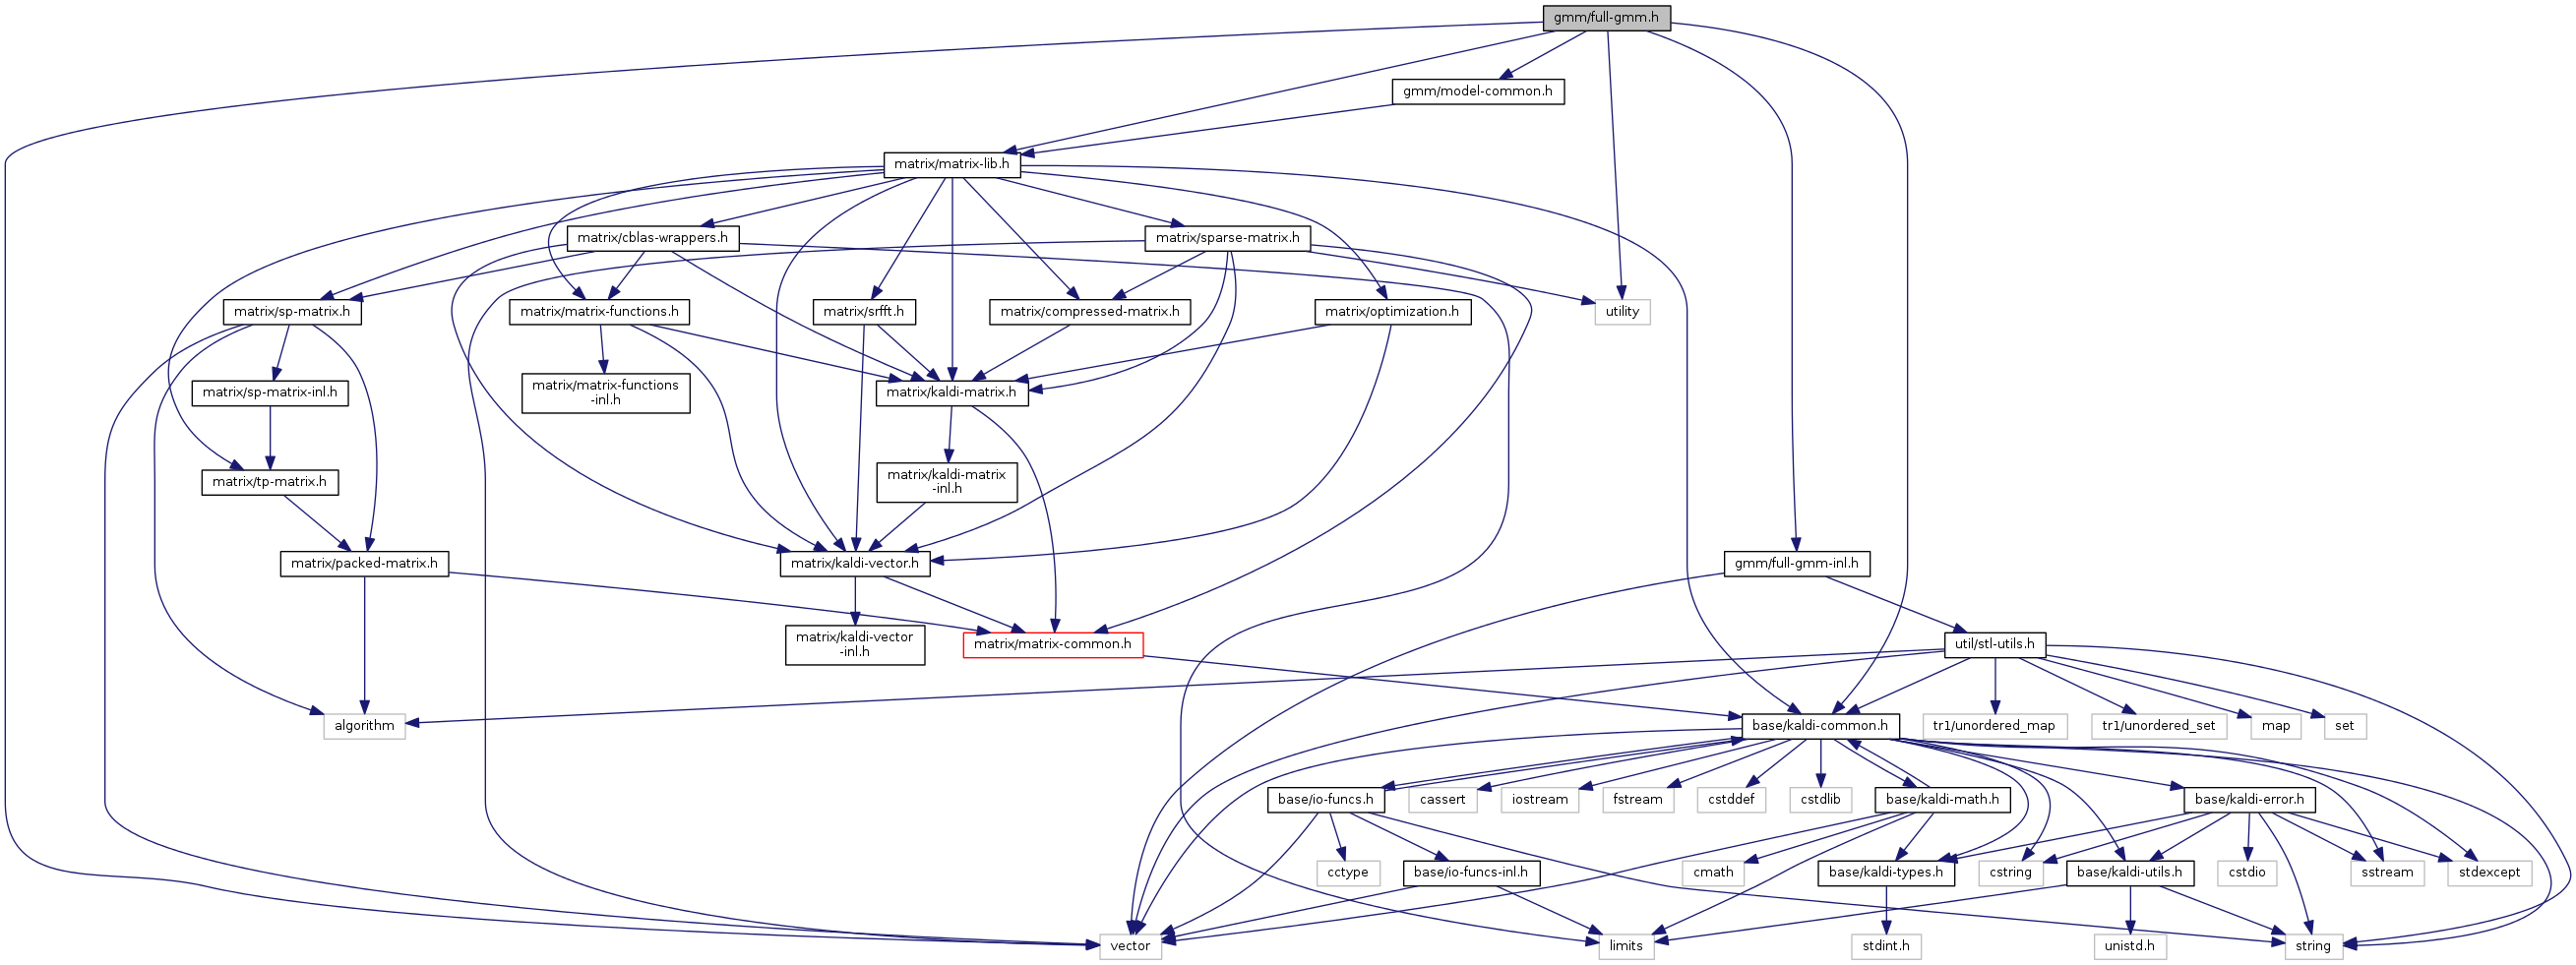 gmm/full-gmm.h
gmm/model-common.h
matrix/matrix-lib.h
matrix/cblas-wrappers.h
matrix/sparse-matrix.h
matrix/sp-matrix.h
matrix/matrix-functions.h
matrix/srfft.h
matrix/compressed-matrix.h
matrix/optimization.h
utility
matrix/sp-matrix-inl.h
matrix/matrix-functions
-inl.h
matrix/kaldi-matrix.h
matrix/tp-matrix.h
matrix/kaldi-matrix
-inl.h
matrix/packed-matrix.h
matrix/kaldi-vector.h
gmm/full-gmm-inl.h
matrix/kaldi-vector
-inl.h
matrix/matrix-common.h
util/stl-utils.h
algorithm
base/kaldi-common.h
tr1/unordered_map
tr1/unordered_set
map
set
base/io-funcs.h
cassert
iostream
fstream
cstddef
cstdlib
base/kaldi-math.h
base/kaldi-error.h
cctype
base/io-funcs-inl.h
cmath
base/kaldi-types.h
cstring
base/kaldi-utils.h
cstdio
sstream
stdexcept
vector
limits
stdint.h
unistd.h
string